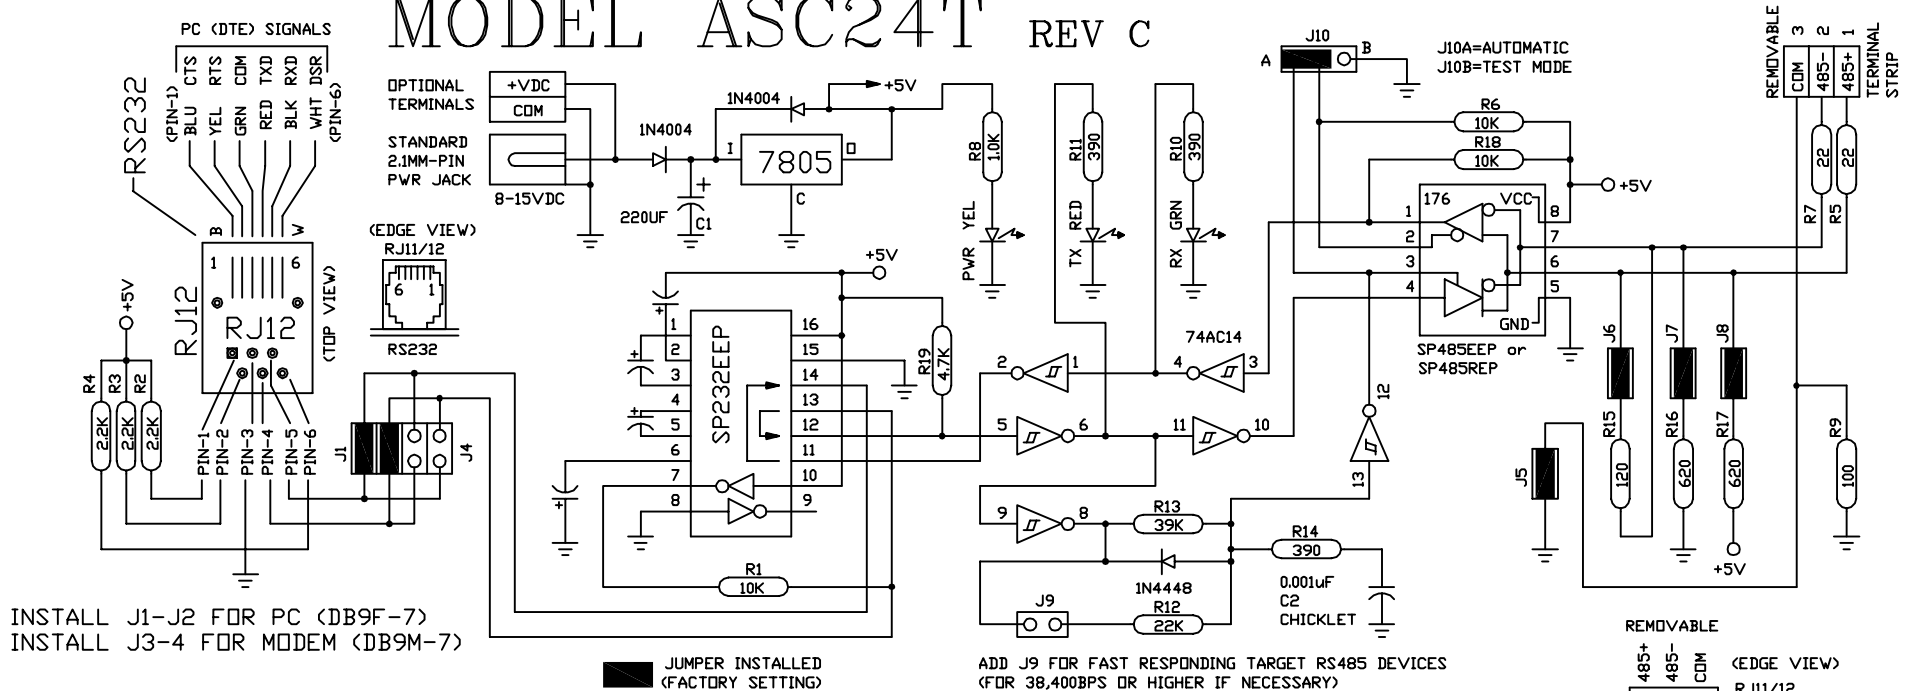 MODEL ASC24T REV C
PC (DTE) SIGNALS
RS232
(PIN-1)
BLU CTS
YEL RTS
GRN COM
RED TXD
BLK RXD
WHT DSR
(PIN-6)
B
W
1
6
RJ12
RJ12
(TOP VIEW)
(EDGE VIEW)
RJ11/12
6 1
RS232
+5V
R4
2.2K
R3
2.2K
R2
2.2K
PIN-1
PIN-2
PIN-3
PIN-4
PIN-5
PIN-6
J1
J4
INSTALL J1-J2 FOR PC (DB9F-7)
INSTALL J3-4 FOR MODEM (DB9M-7)
OPTIONAL
TERMINALS
+VDC
COM
STANDARD
2.1MM-PIN
PWR JACK
8-15VDC
1N4004
1N4004
220UF
+
C1
I
7805
O
C
+5V
R8
1.0K
PWR YEL
R11
390
TX RED
R10
390
RX GRN
+5V
SP232EEP
1
2
3
4
5
6
7
8
16
15
14
13
12
11
10
9
+
+
+
+
R19
4.7K
R1
10K
JUMPER INSTALLED
(FACTORY SETTING)
74AC14
2
1
4
3
5
6
11
10
9
8
12
13
R13
39K
1N4448
R12
22K
J9
R14
390
0.001uF
C2
CHICKLET
ADD J9 FOR FAST RESPONDING TARGET RS485 DEVICES
(FOR 38,400BPS OR HIGHER IF NECESSARY)
J10
A
B
J10A=AUTOMATIC
J10B=TEST MODE
R6
10K
R18
10K
+5V
176
VCC
GND
1
2
3
4
8
7
6
5
SP485EEP or
SP485REP
REMOVABLE
3
2
1
COM
485-
485+
TERMINAL
STRIP
22
22
R7
R5
J6
J7
J8
J5
R15
120
R16
620
R17
620
+5V
R9
100
REMOVABLE
485+
485-
COM
(EDGE VIEW)
RJ11/12